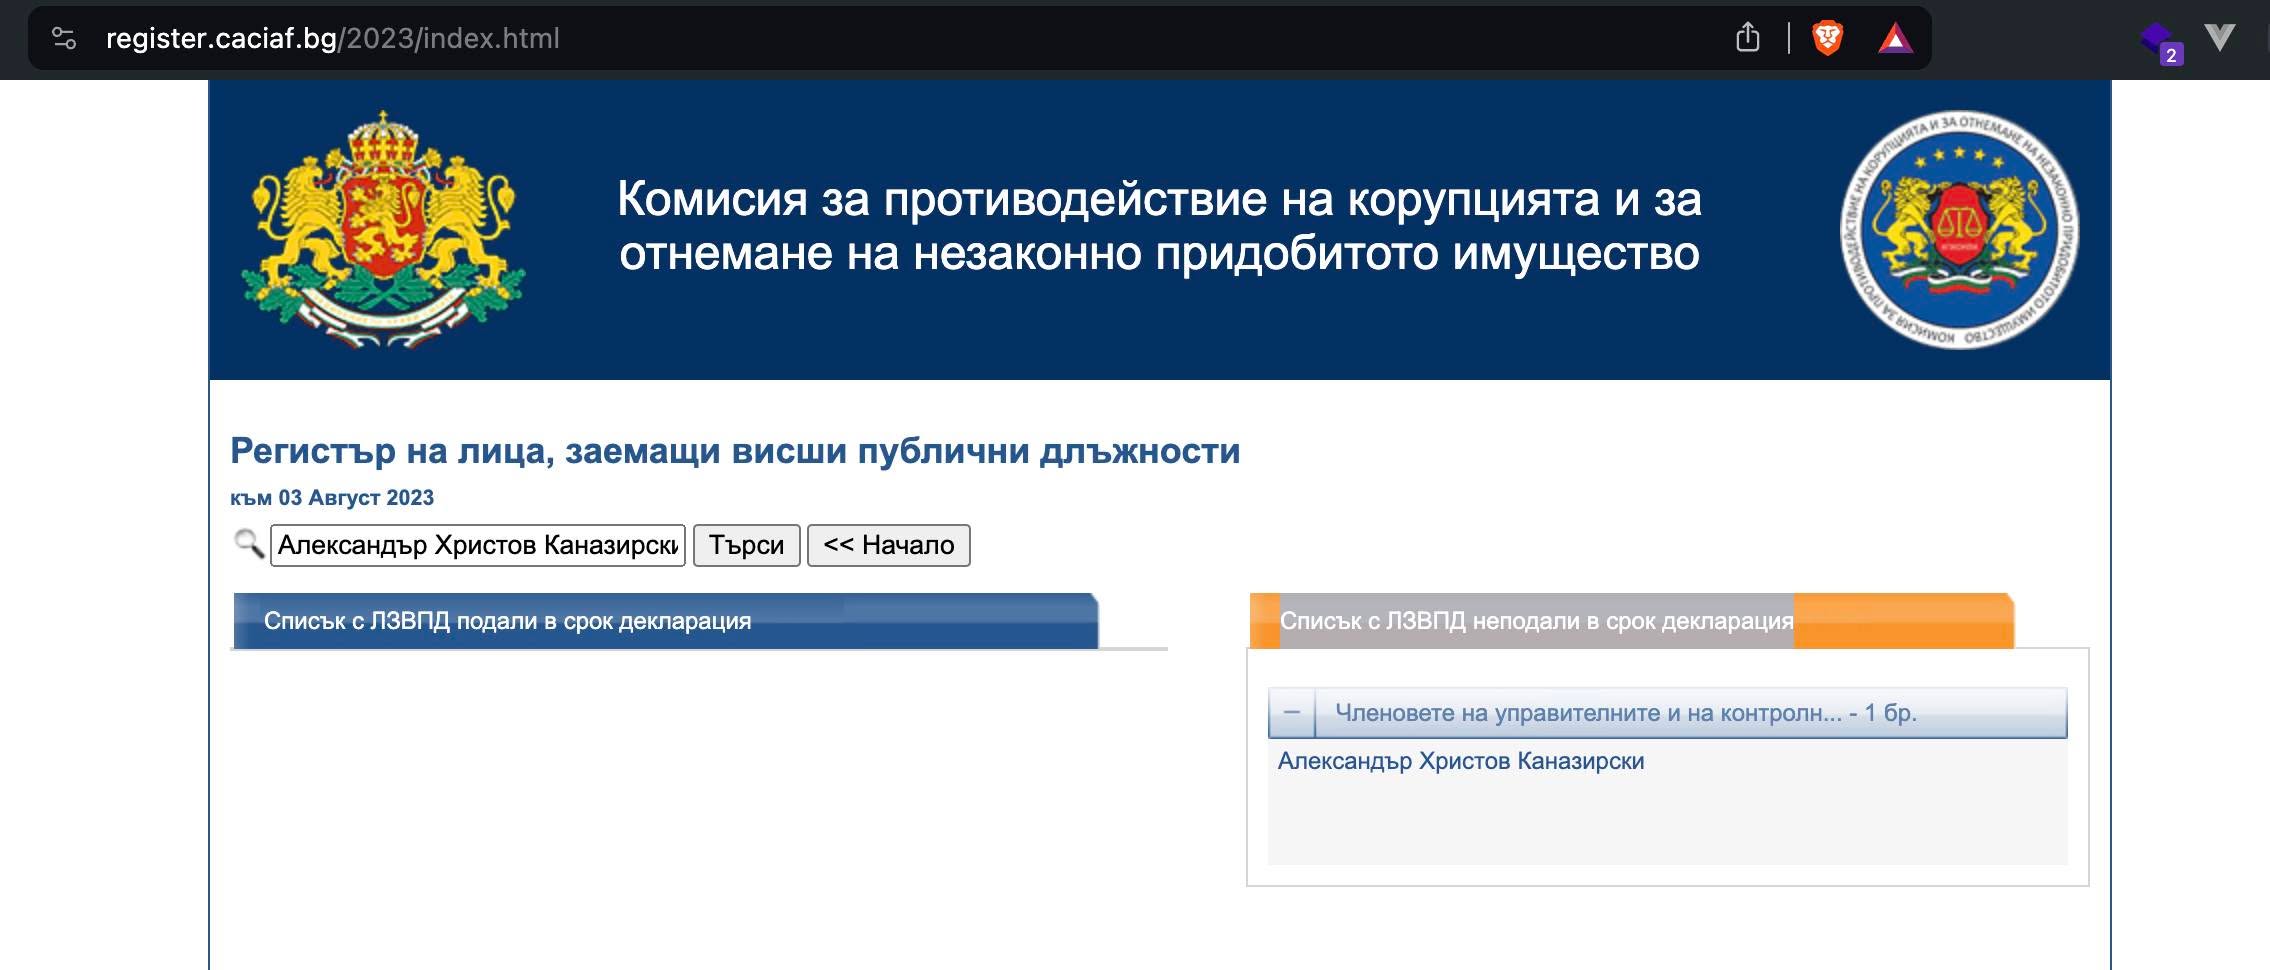 register.caciaf.bg/2023/index.html
2
Комисия за противодействие на корупцията и за
отнемане на незаконно придобитото имущество
КОМИСИЯ ЗА ПРОТИВОДЕЙСТВИЕ НА КОРУПЦИЯТА И ЗА ОТНЕМАНЕ НА НЕЗАКОННО ПРИДОБИТОТО ИМУЩЕСТВО
Регистър на лица, заемащи висши публични длъжности
към 03 Август 2023
Александър Христов Каназирски
Търси
<< Начало
Списък с ЛЗВПД подали в срок декларация
Списък с ЛЗВПД неподали в срок декларация
Членовете на управителните и на контролн... - 1 бр.
Александър Христов Каназирски